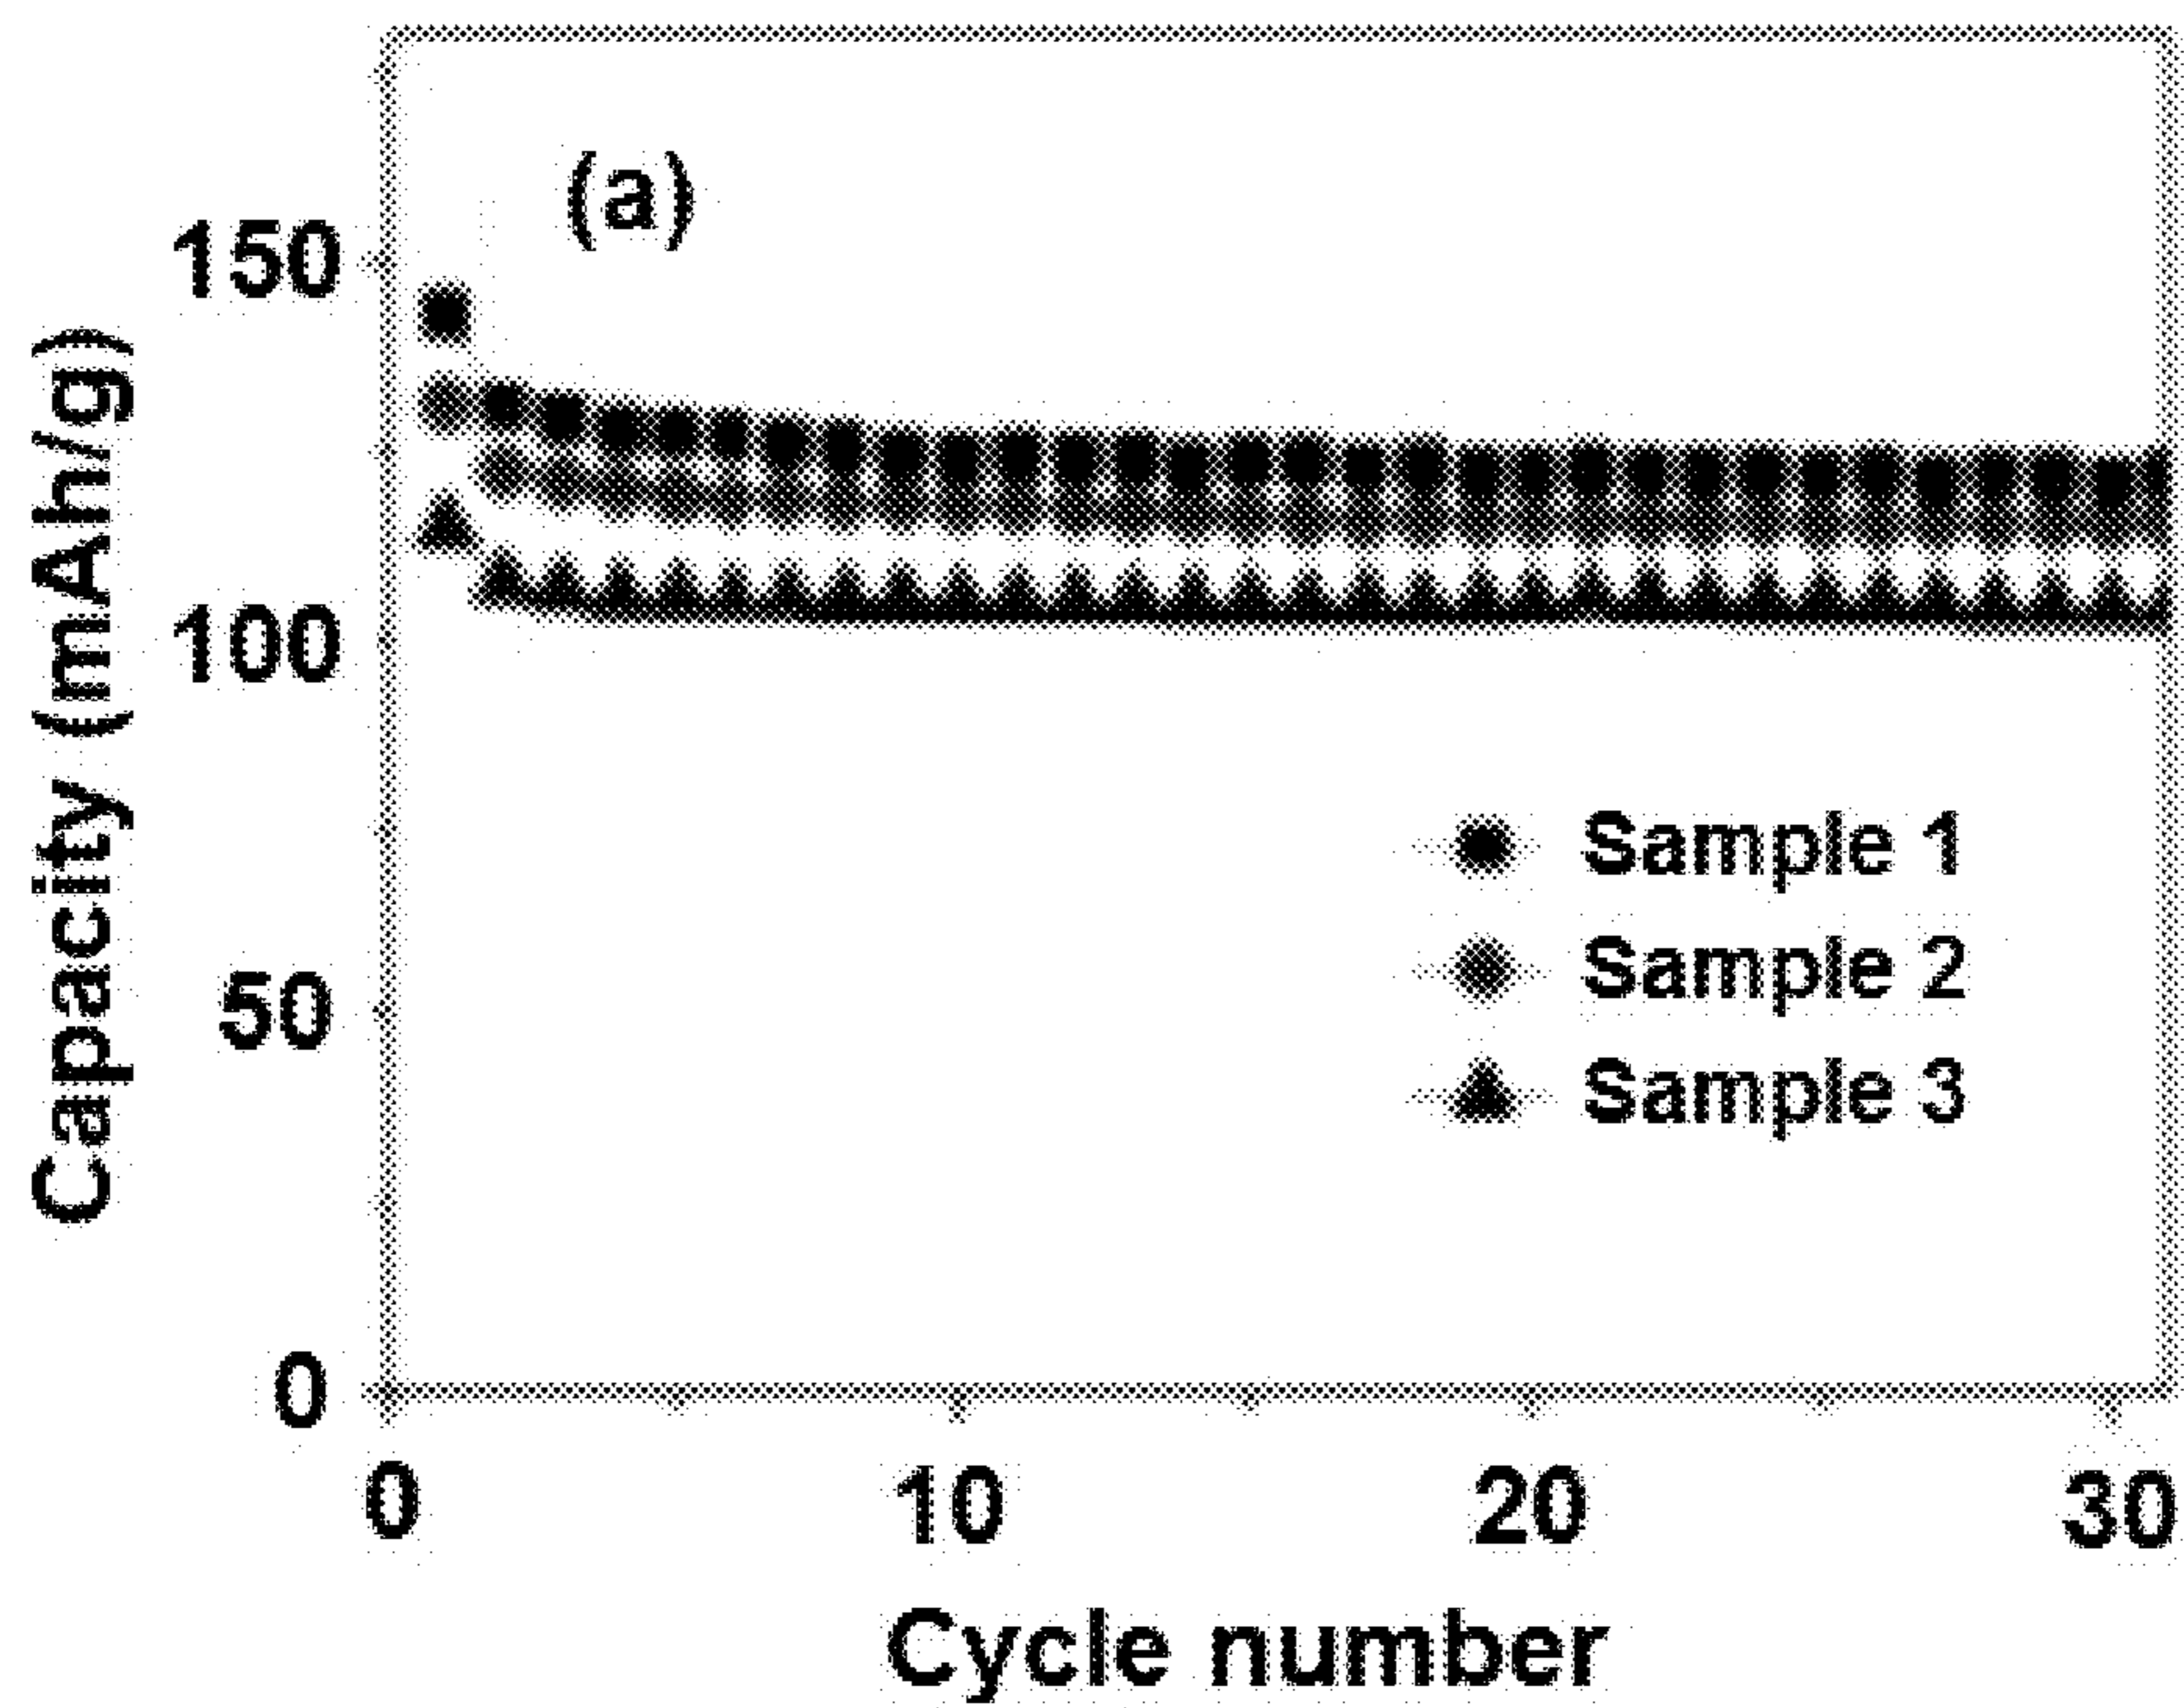 (a)
150
100
50
0
Capacity (mAh/g)
Sample 1
Sample 2
Sample 3
0 10 20 30
Cycle number